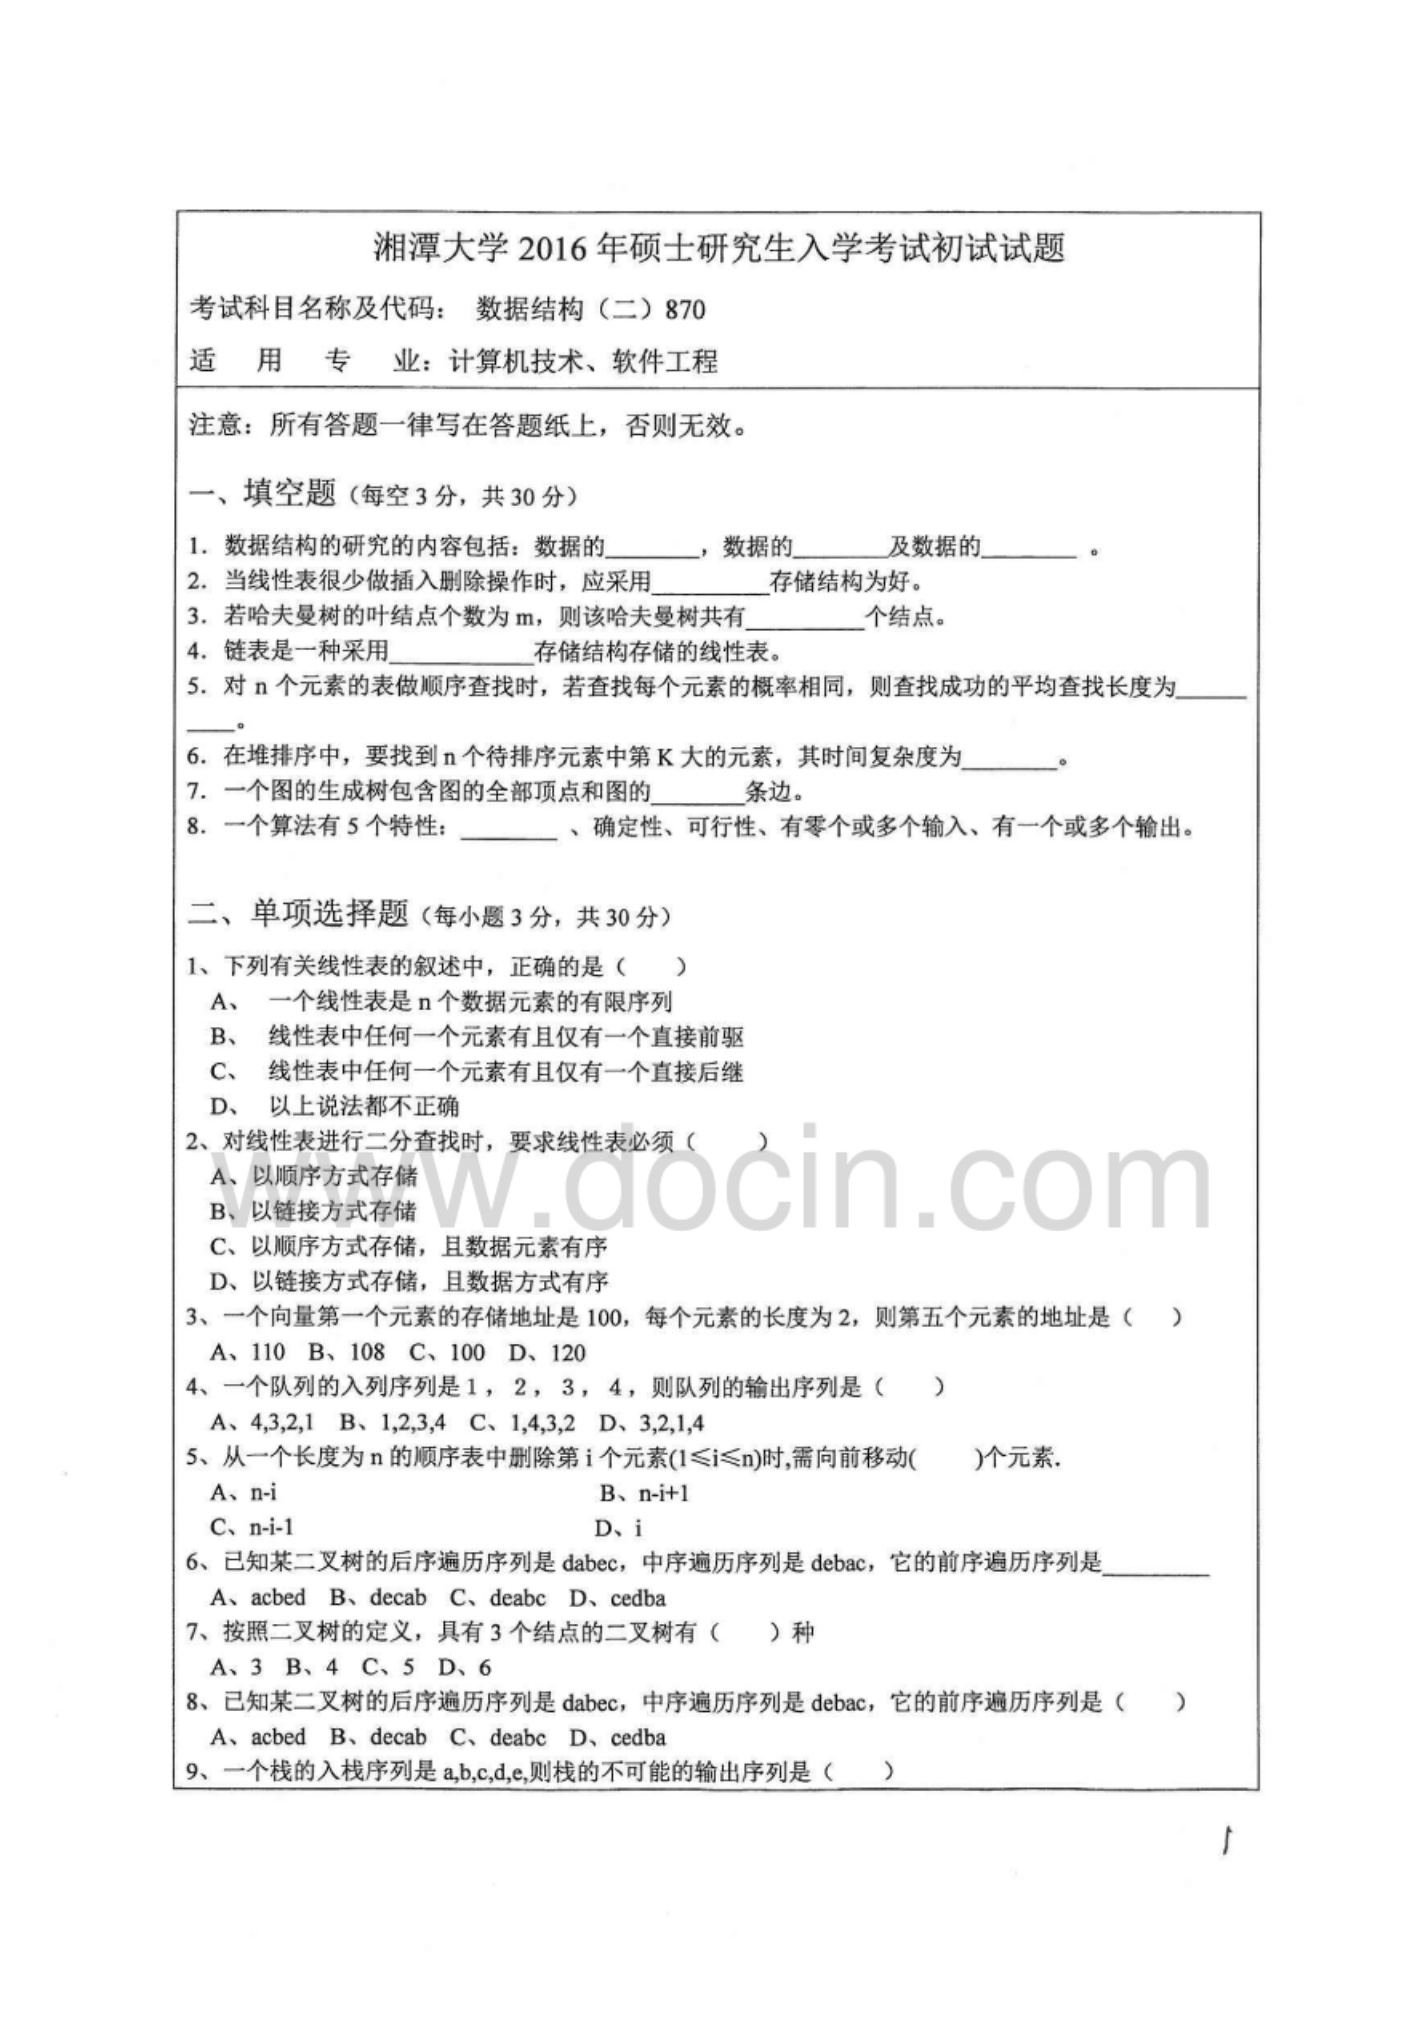 湘潭大学 2016 年硕士研究生入学考试初试试题
考试科目名称及代码： 数据结构（二）870
适 用 专 业：计算机技术、软件工程
注意：所有答题一律写在答题纸上，否则无效。
一、填空题（每空 3 分，共 30 分）
1．数据结构的研究的内容包括：数据的________，数据的________及数据的________ 。
2．当线性表很少做插入删除操作时，应采用__________存储结构为好。
3．若哈夫曼树的叶结点个数为 m，则该哈夫曼树共有__________个结点。
4．链表是一种采用____________存储结构存储的线性表。
5．对 n 个元素的表做顺序查找时，若查找每个元素的概率相同，则查找成功的平均查找长度为______
____。
6．在堆排序中，要找到 n 个待排序元素中第 K 大的元素，其时间复杂度为________。
7．一个图的生成树包含图的全部顶点和图的________条边。
8．一个算法有 5 个特性：________ 、确定性、可行性、有零个或多个输入、有一个或多个输出。
二、单项选择题（每小题 3 分，共 30 分）
1、下列有关线性表的叙述中，正确的是（ ）
A、 一个线性表是 n 个数据元素的有限序列
B、 线性表中任何一个元素有且仅有一个直接前驱
C、 线性表中任何一个元素有且仅有一个直接后继
D、 以上说法都不正确
2、对线性表进行二分查找时，要求线性表必须（ ）
A、以顺序方式存储
www.docin.com
B、以链接方式存储
C、以顺序方式存储，且数据元素有序
D、以链接方式存储，且数据方式有序
3、一个向量第一个元素的存储地址是 100，每个元素的长度为 2，则第五个元素的地址是（ ）
A、110 B、108 C、100 D、120
4、一个队列的入列序列是１，２，３，４，则队列的输出序列是（ ）
A、4,3,2,1 B、1,2,3,4 C、1,4,3,2 D、3,2,1,4
5、从一个长度为 n 的顺序表中删除第 i 个元素(1≤i≤n)时,需向前移动( )个元素.
A、n-i B、n-i+1
C、n-i-1 D、i
6、已知某二叉树的后序遍历序列是 dabec，中序遍历序列是 debac，它的前序遍历序列是_________
A、acbed B、decab C、deabc D、cedba
7、按照二叉树的定义，具有 3 个结点的二叉树有（ ）种
A、3 B、4 C、5 D、6
8、已知某二叉树的后序遍历序列是 dabec，中序遍历序列是 debac，它的前序遍历序列是（ ）
A、acbed B、decab C、deabc D、cedba
9、一个栈的入栈序列是 a,b,c,d,e,则栈的不可能的输出序列是（ ）
1